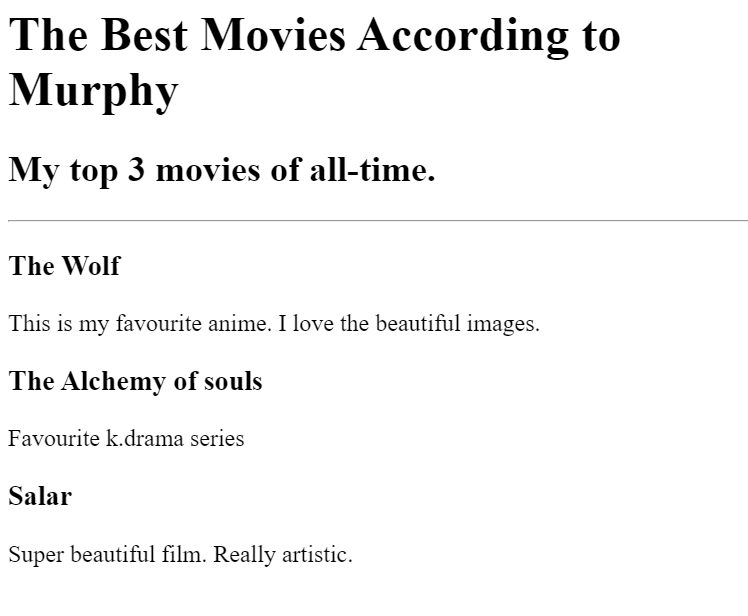 The Best Movies According to
Murphy
My top 3 movies of all-time.
The Wolf
This is my favourite anime. I love the beautiful images.
The Alchemy of souls
Favourite k.drama series
Salar
Super beautiful film. Really artistic.